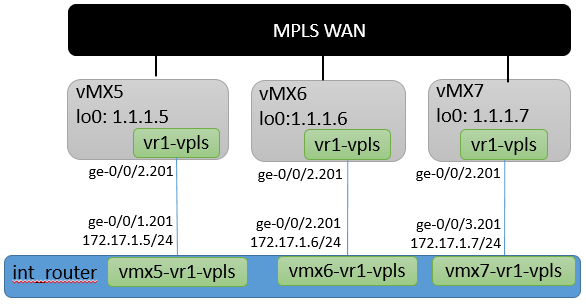 MPLS WAN
vMX5
lo0: 1.1.1.5
vr1-vpls
vMX6
lo0:1.1.1.6
vr1-vpls
vMX7
lo0: 1.1.1.7
vr1-vpls
ge-0/0/2.201
ge-0/0/2.201
ge-0/0/2.201
ge-0/0/1.201
172.17.1.5/24
ge-0/0/2.201
172.17.1.6/24
ge-0/0/3.201
172.17.1.7/24
int_router
vmx5-vr1-vpls
vmx6-vr1-vpls
vmx7-vr1-vpls